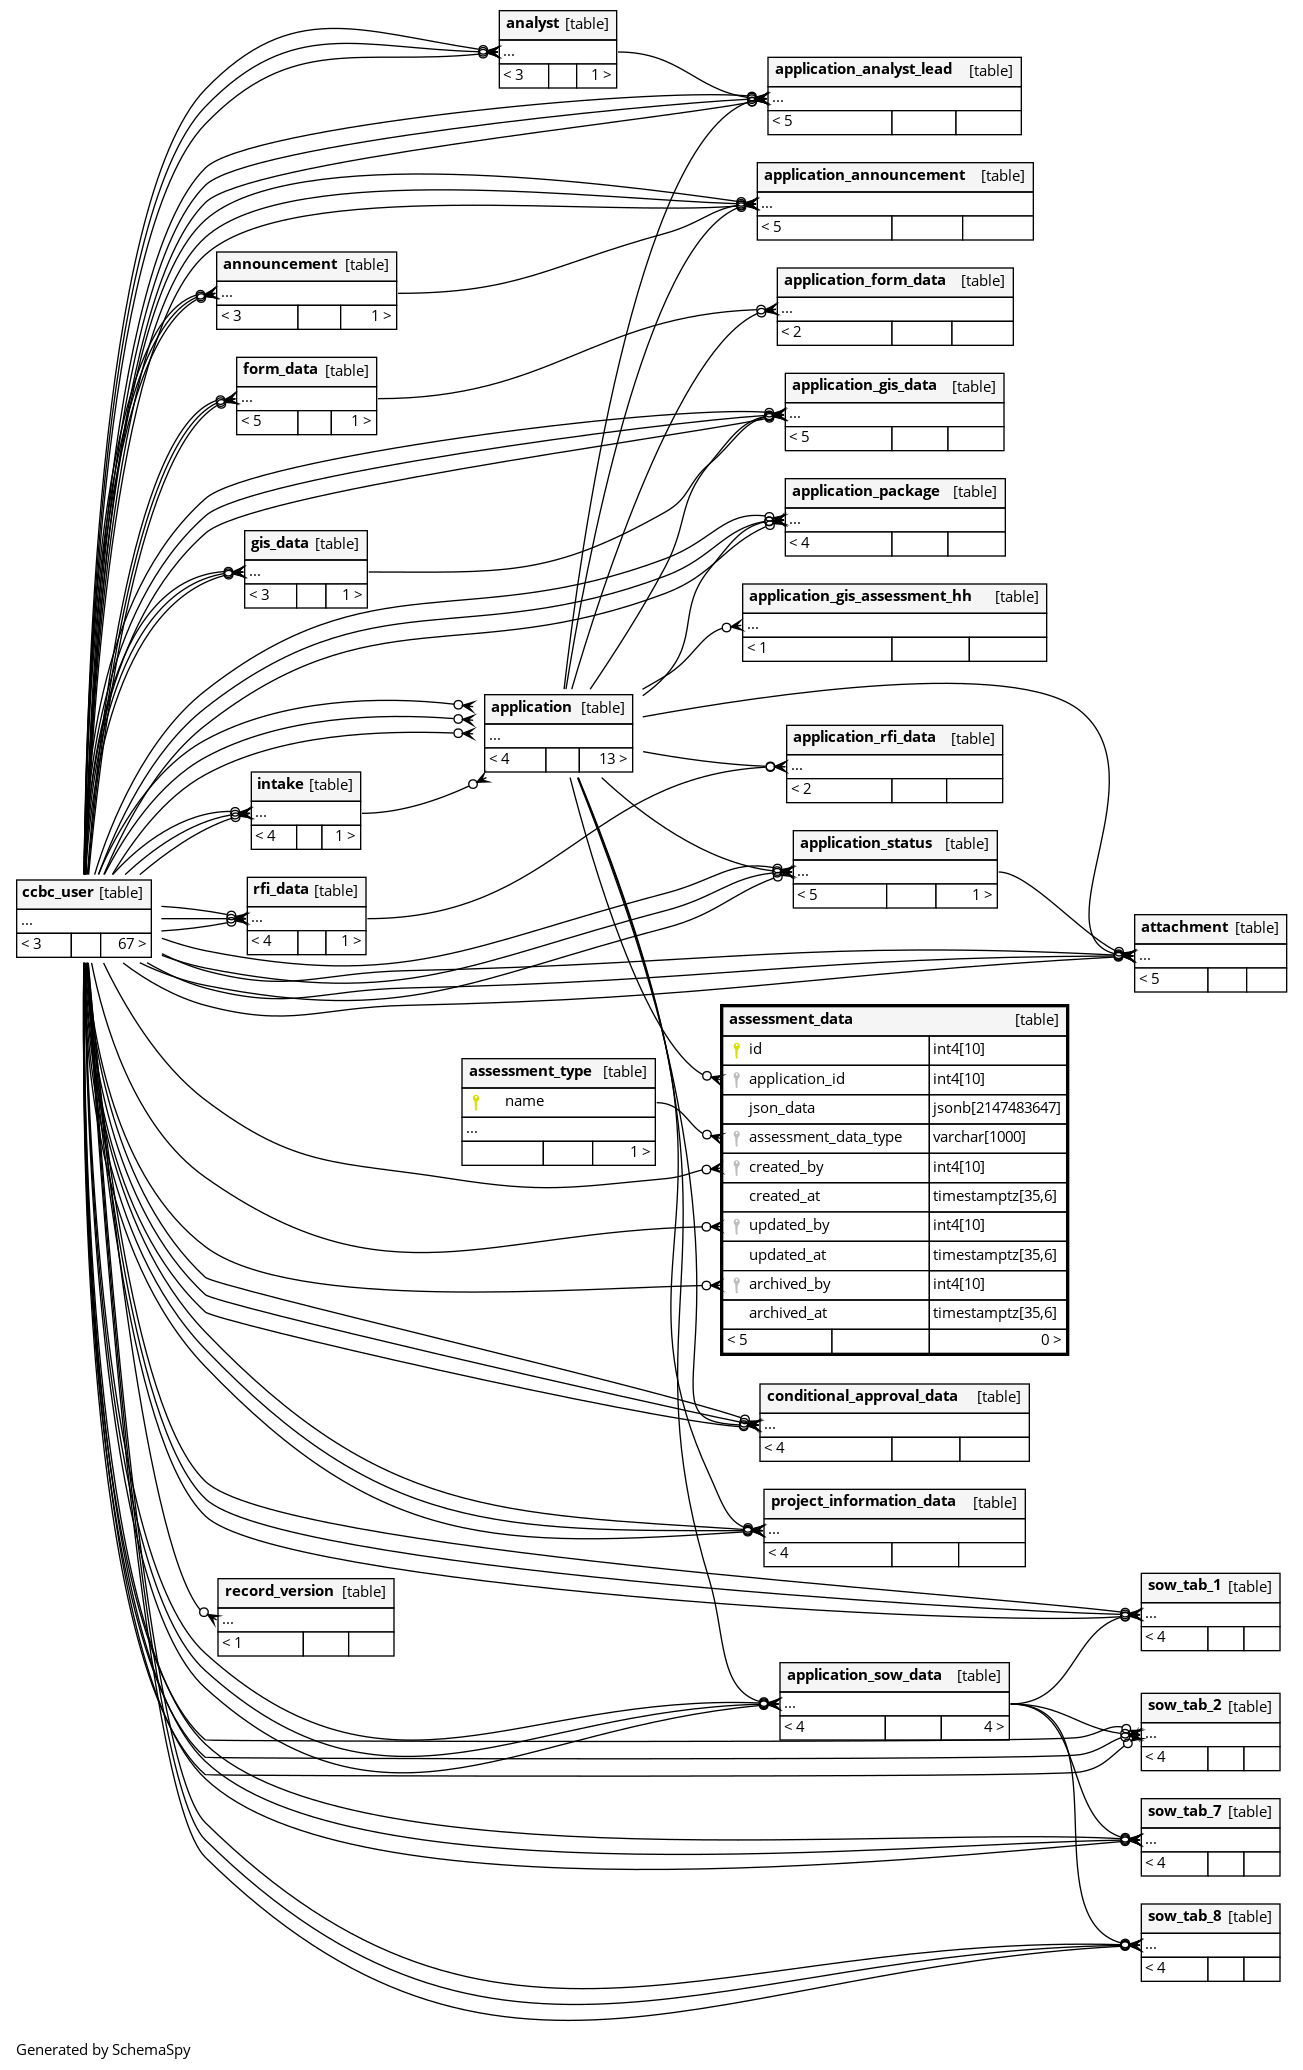 analyst [table]
...
< 3 1 >
application_analyst_lead [table]
...
< 5
application_announcement [table]
...
< 5
announcement [table]
...
< 3 1 >
application_form_data [table]
...
< 2
form_data [table]
...
< 5 1 >
application_gis_data [table]
...
< 5
application_package [table]
...
< 4
gis_data [table]
...
< 3 1 >
application_gis_assessment_hh [table]
...
< 1
application [table]
...
< 4 13 >
application_rfi_data [table]
...
< 2
intake [table]
...
< 4 1 >
application_status [table]
...
< 5 1 >
ccbc_user [table]
...
< 3 67 >
rfi_data [table]
...
< 4 1 >
attachment [table]
...
< 5
assessment_data [table]
id int4[10]
application_id int4[10]
json_data jsonb[2147483647]
assessment_data_type varchar[1000]
created_by int4[10]
created_at timestamptz[35,6]
updated_by int4[10]
updated_at timestamptz[35,6]
archived_by int4[10]
archived_at timestamptz[35,6]
< 5 0 >
assessment_type [table]
name
...
1 >
conditional_approval_data [table]
...
< 4
project_information_data [table]
...
< 4
record_version [table]
...
< 1
sow_tab_1 [table]
...
< 4
application_sow_data [table]
...
< 4 4 >
sow_tab_2 [table]
...
< 4
sow_tab_7 [table]
...
< 4
sow_tab_8 [table]
...
< 4
Generated by SchemaSpy